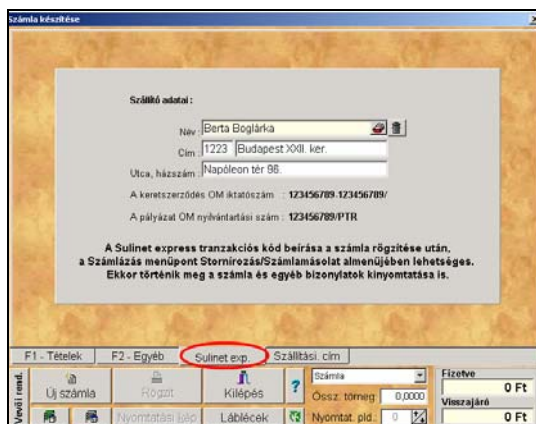 Számla készítése
Szállító adatai :
Név : Berta Boglárka
Cím : 1223 Budapest XXII. ker.
Utca, házszám : Napóleon tér 96.
A keretszerződés OM iktatószám : 123456789-123456789/
A pályázat OM nyilvántartási szám : 123456789/PTR
A Sulinet express tranzakciós kód beírása a számla rögzítése után,
a Számlázás menüpont Stornírozás/Számlamásolat almenüjében lehetséges.
Ekkor történik meg a számla és egyéb bizonylatok kinyomtatása is.
F1 - Tételek F2 - Egyéb Sulinet exp. Szállítási. cím
Vevői rend.
Új számla Rögzít Kilépés ? Számla
Össz. tömeg: 0,0000
Fizetve
0 Ft
Visszajáró
Nyomtatási kép Láblécek Nyomtat. pld.: 0 0 Ft